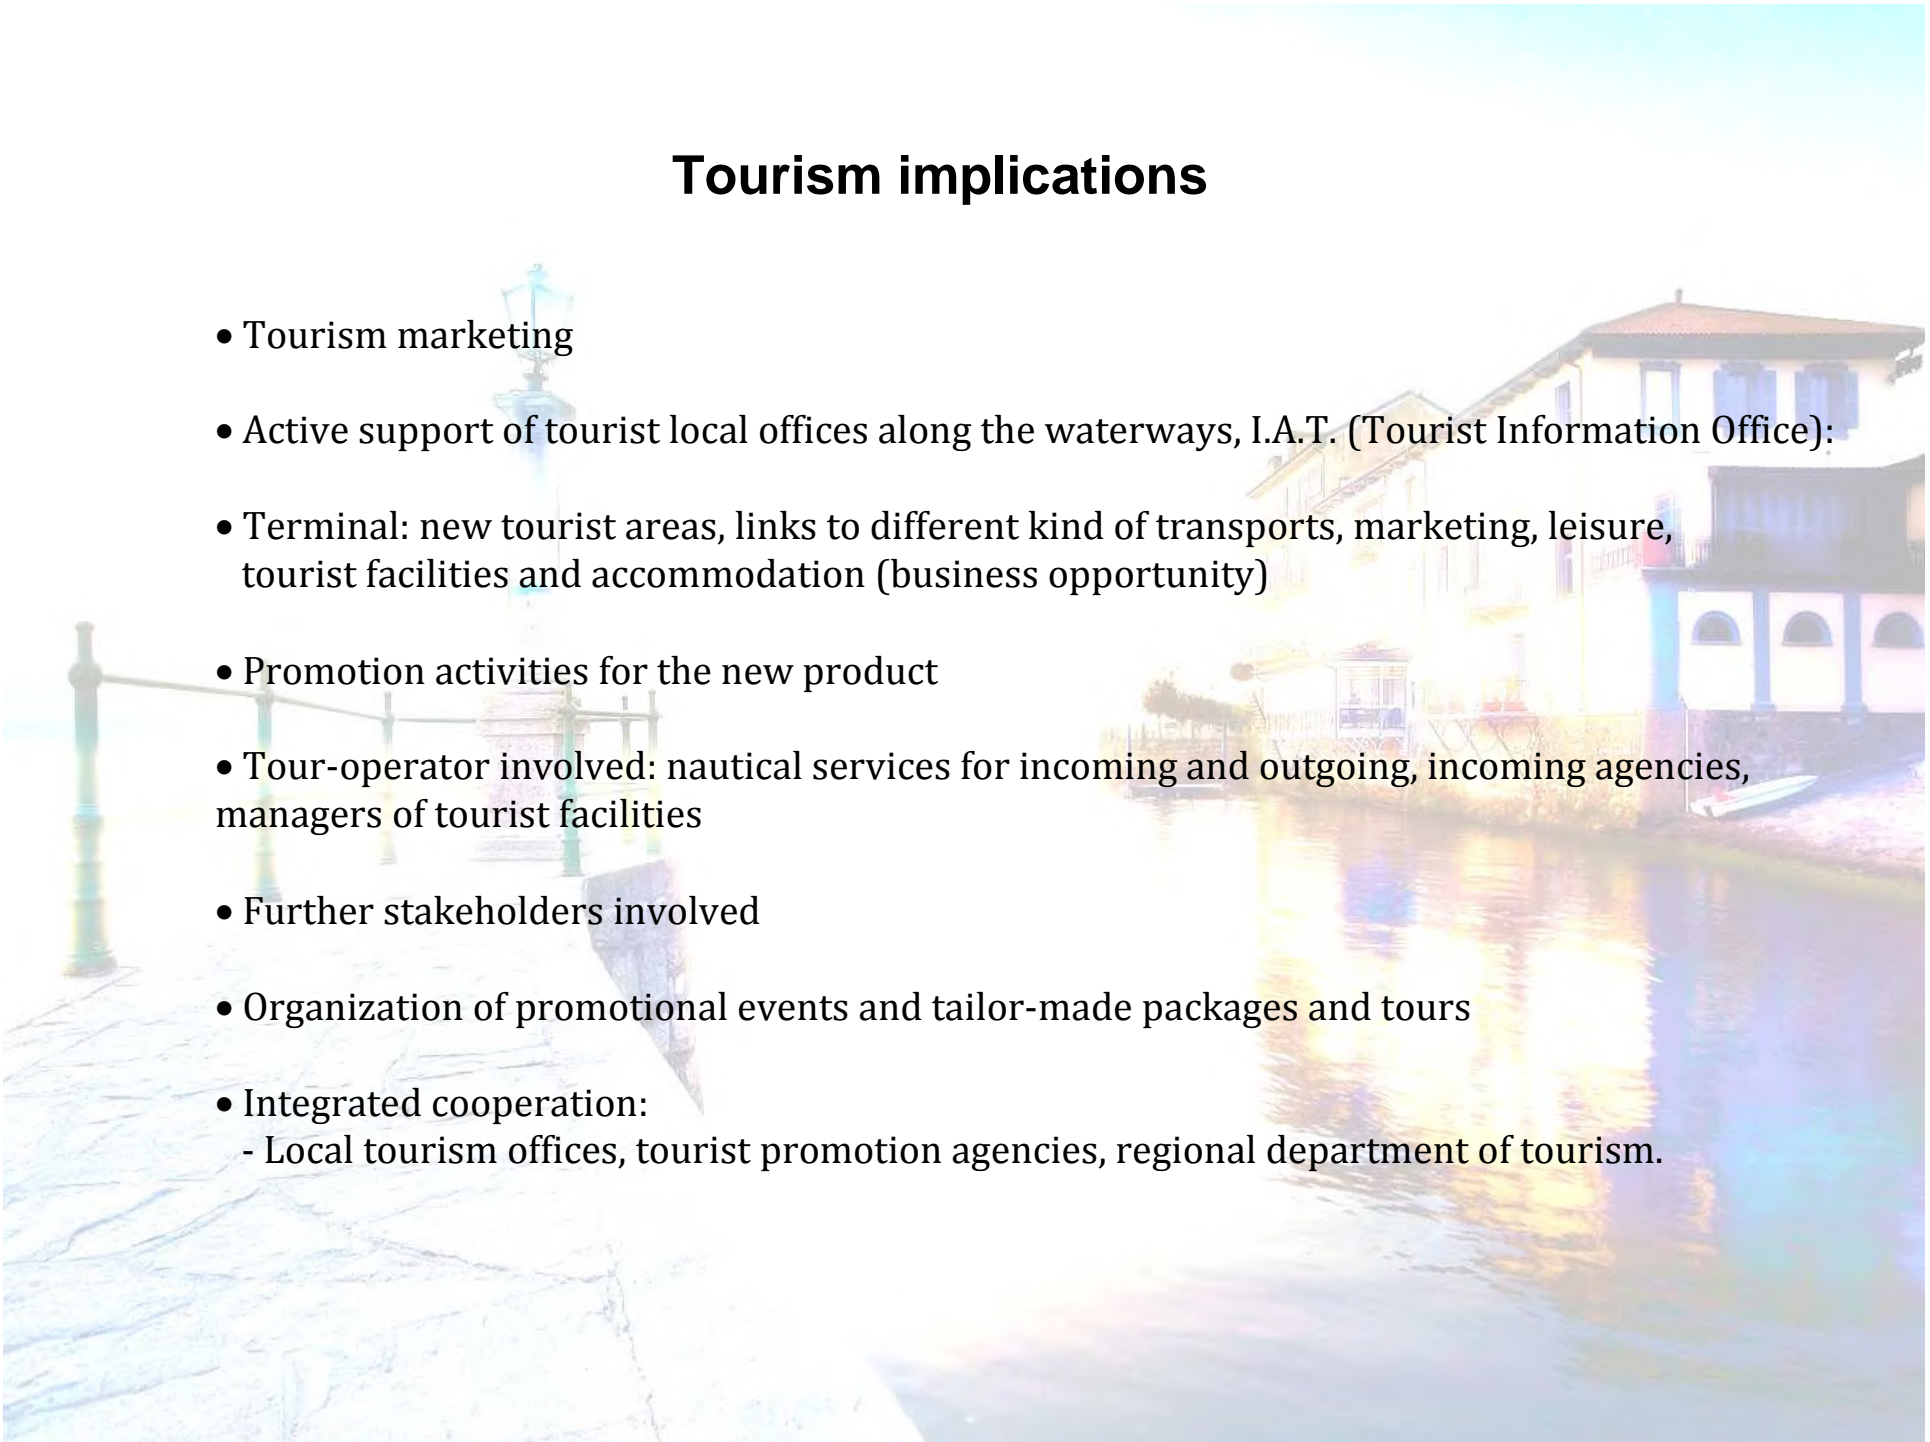 Tourism implications
• Tourism marketing
• Active support of tourist local offices along the waterways, I.A.T. (Tourist Information Office):
• Terminal: new tourist areas, links to different kind of transports, marketing, leisure,
tourist facilities and accommodation (business opportunity)
• Promotion activities for the new product
• Tour-operator involved: nautical services for incoming and outgoing, incoming agencies,
managers of tourist facilities
• Further stakeholders involved
• Organization of promotional events and tailor-made packages and tours
• Integrated cooperation:
- Local tourism offices, tourist promotion agencies, regional department of tourism.